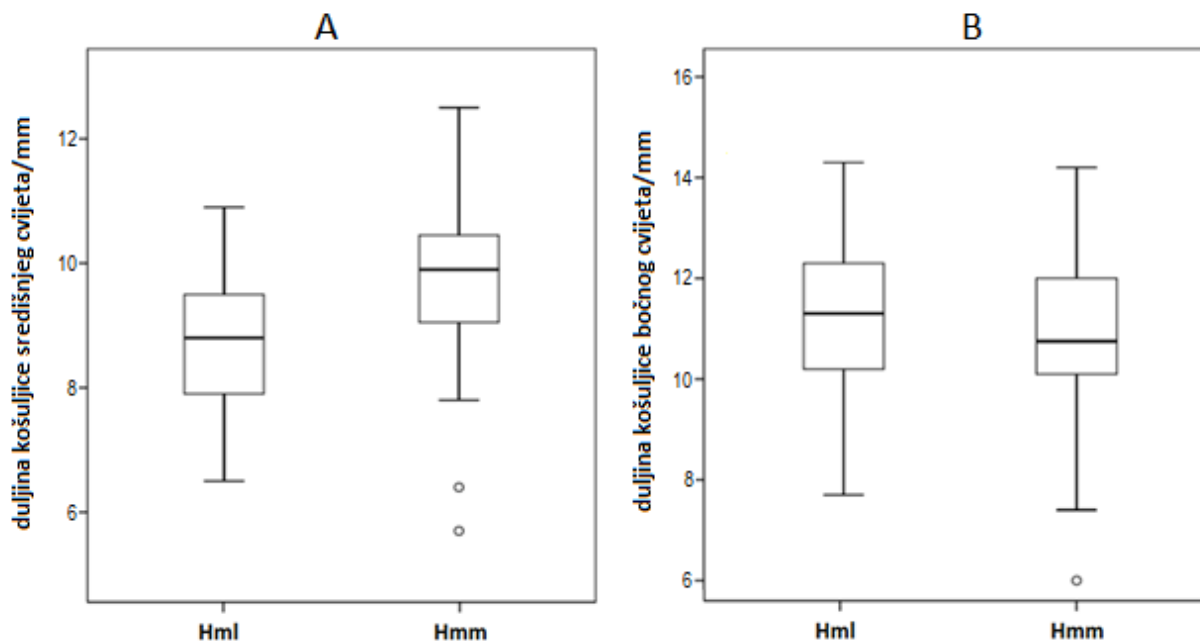 A
duljina košuljice središnjeg cvijeta/mm
12
10
8
6
Hml
Hmm
B
duljina košuljice bočnog cvijeta/mm
16
14
12
10
8
6
Hml
Hmm